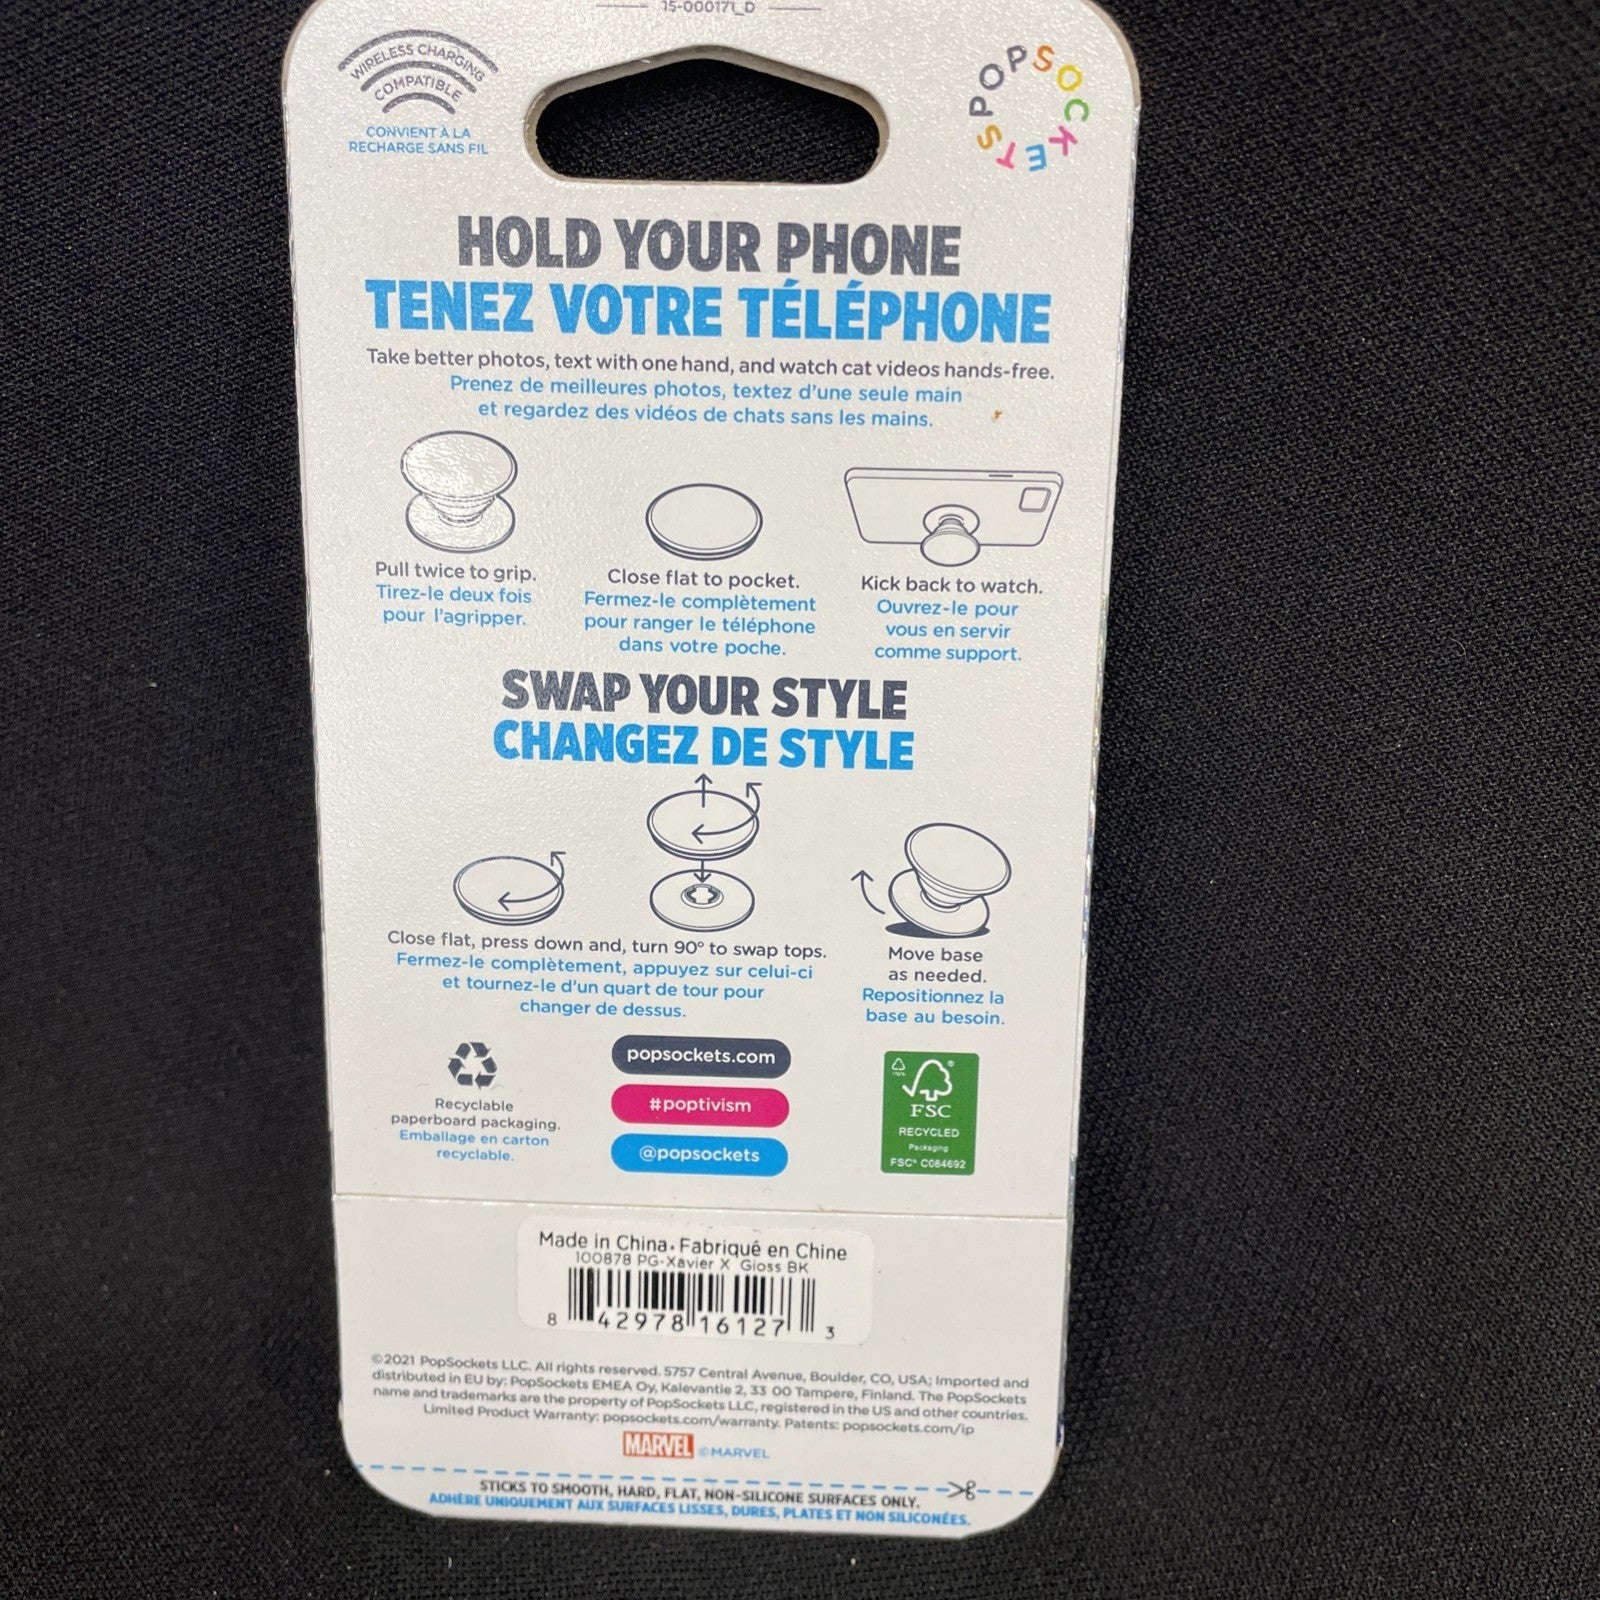 15-000171_D
WIRELESS CHARGING
COMPATIBLE
CONVIENT À LA
RECHARGE SANS FIL
POPSOCKETS
HOLD YOUR PHONE
TENEZ VOTRE TÉLÉPHONE
Take better photos, text with one hand, and watch cat videos hands-free.
Prenez de meilleures photos, textez d'une seule main
et regardez des vidéos de chats sans les mains.
Pull twice to grip.
Tirez-le deux fois
pour l'agripper.
Close flat to pocket.
Fermez-le complètement
pour ranger le téléphone
dans votre poche.
Kick back to watch.
Ouvrez-le pour
vous en servir
comme support.
SWAP YOUR STYLE
CHANGEZ DE STYLE
Close flat, press down and, turn 90° to swap tops.
Fermez-le complètement, appuyez sur celui-ci
et tournez-le d'un quart de tour pour
changer de dessus.
Move base
as needed.
Repositionnez la
base au besoin.
Recyclable
paperboard packaging.
Emballage en carton
recyclable.
popsockets.com
#poptivism
@popsockets
100%
FSC
RECYCLED
Packaging
FSC® C084692
Made in China • Fabriqué en Chine
100878 PG-Xavier X Gloss BK
8 42978 16127 3
©2021 PopSockets LLC. All rights reserved. 5757 Central Avenue, Boulder, CO, USA; Imported and
distributed in EU by: PopSockets EMEA Oy, Kalevantie 2, 33 00 Tampere, Finland. The PopSockets
name and trademarks are the property of PopSockets LLC, registered in the US and other countries.
Limited Product Warranty: popsockets.com/warranty. Patents: popsockets.com/ip
MARVEL ©MARVEL
STICKS TO SMOOTH, HARD, FLAT, NON-SILICONE SURFACES ONLY.
ADHÈRE UNIQUEMENT AUX SURFACES LISSES, DURES, PLATES ET NON SILICONÉES.